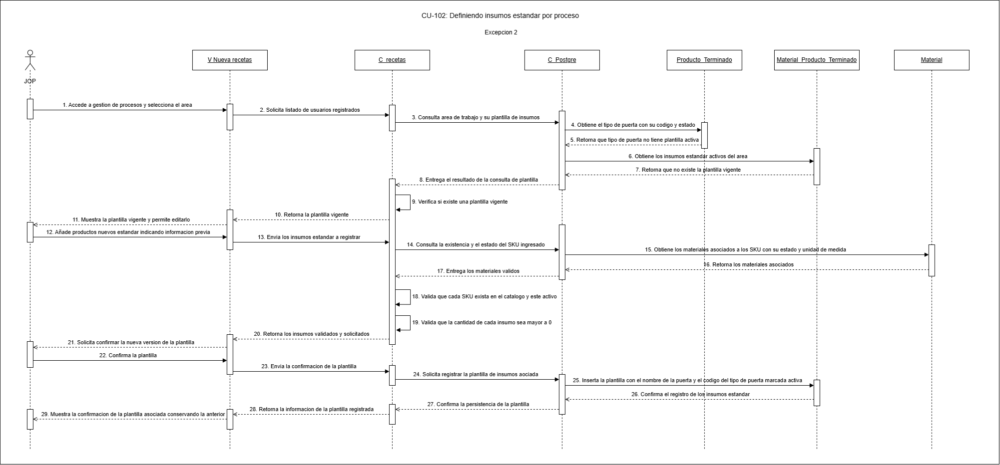 CU-102: Definiendo insumos estandar por proceso
Excepcion 2
JOP
V Nueva recetas
C_recetas
C_Postgre
Producto_Terminado
Material_Producto_Terminado
Material
1. Accede a gestion de procesos y selecciona el area
2. Solicita listado de usuarios registrados
3. Consulta area de trabajo y su plantilla de insumos
4. Obtiene el tipo de puerta con su codigo y estado
5. Retorna que tipo de puerta no tiene plantilla activa
6. Obtiene los insumos estandar activos del area
7. Retorna que no existe la plantilla vigente
8. Entrega el resultado de la consulta de plantilla
9. Verifica si existe una plantilla vigente
10. Retorna la plantilla vigente
11. Muestra la plantilla vigente y permite editarlo
12. Añade productos nuevos estandar indicando informacion previa
13. Envia los insumos estandar a registrar
14. Consulta la existencia y el estado del SKU ingresado
15. Obtiene los materiales asociados a los SKU con su estado y unidad de medida
16. Retorna los materiales asociados
17. Entrega los materiales validos
18. Valida que cada SKU exista en el catalogo y este activo
19. Valida que la cantidad de cada insumo sea mayor a 0
20. Retorna los insumos validados y solicitados
21. Solicita confirmar la nueva version de la plantilla
22. Confirma la plantilla
23. Envia la confirmacion de la plantilla
24. Solicita registrar la plantilla de insumos aociada
25. Inserta la plantilla con el nombre de la puerta y el codigo del tipo de puerta marcada activa
26. Confirma el registro de los insumos estandar
27. Confirma la persistencia de la plantilla
28. Retorna la informacion de la plantilla registrada
29. Muestra la confirmacion de la plantilla asociada conservando la anterior